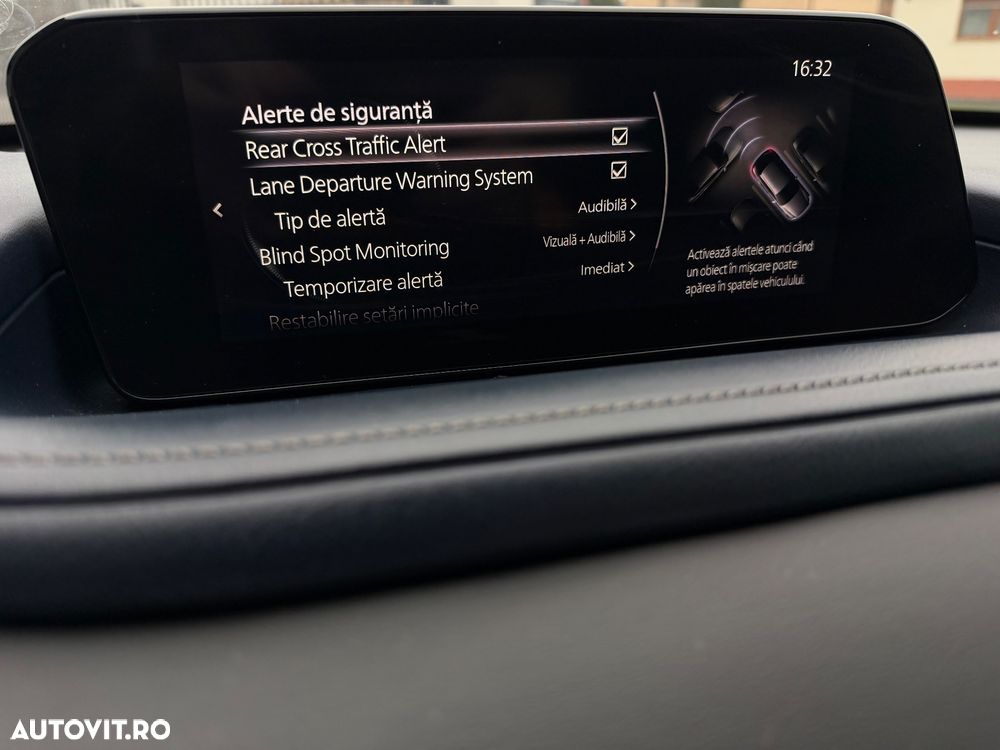 16:32
Alerte de siguranță
Rear Cross Traffic Alert
Lane Departure Warning System
Tip de alertă Audibilă >
Blind Spot Monitoring Vizuală + Audibilă >
Temporizare alertă Imediat >
Restabilire setări implicite
Activează alertele atunci când
un obiect în mișcare poate
apărea în spatele vehiculului.
AUTOVIT.RO